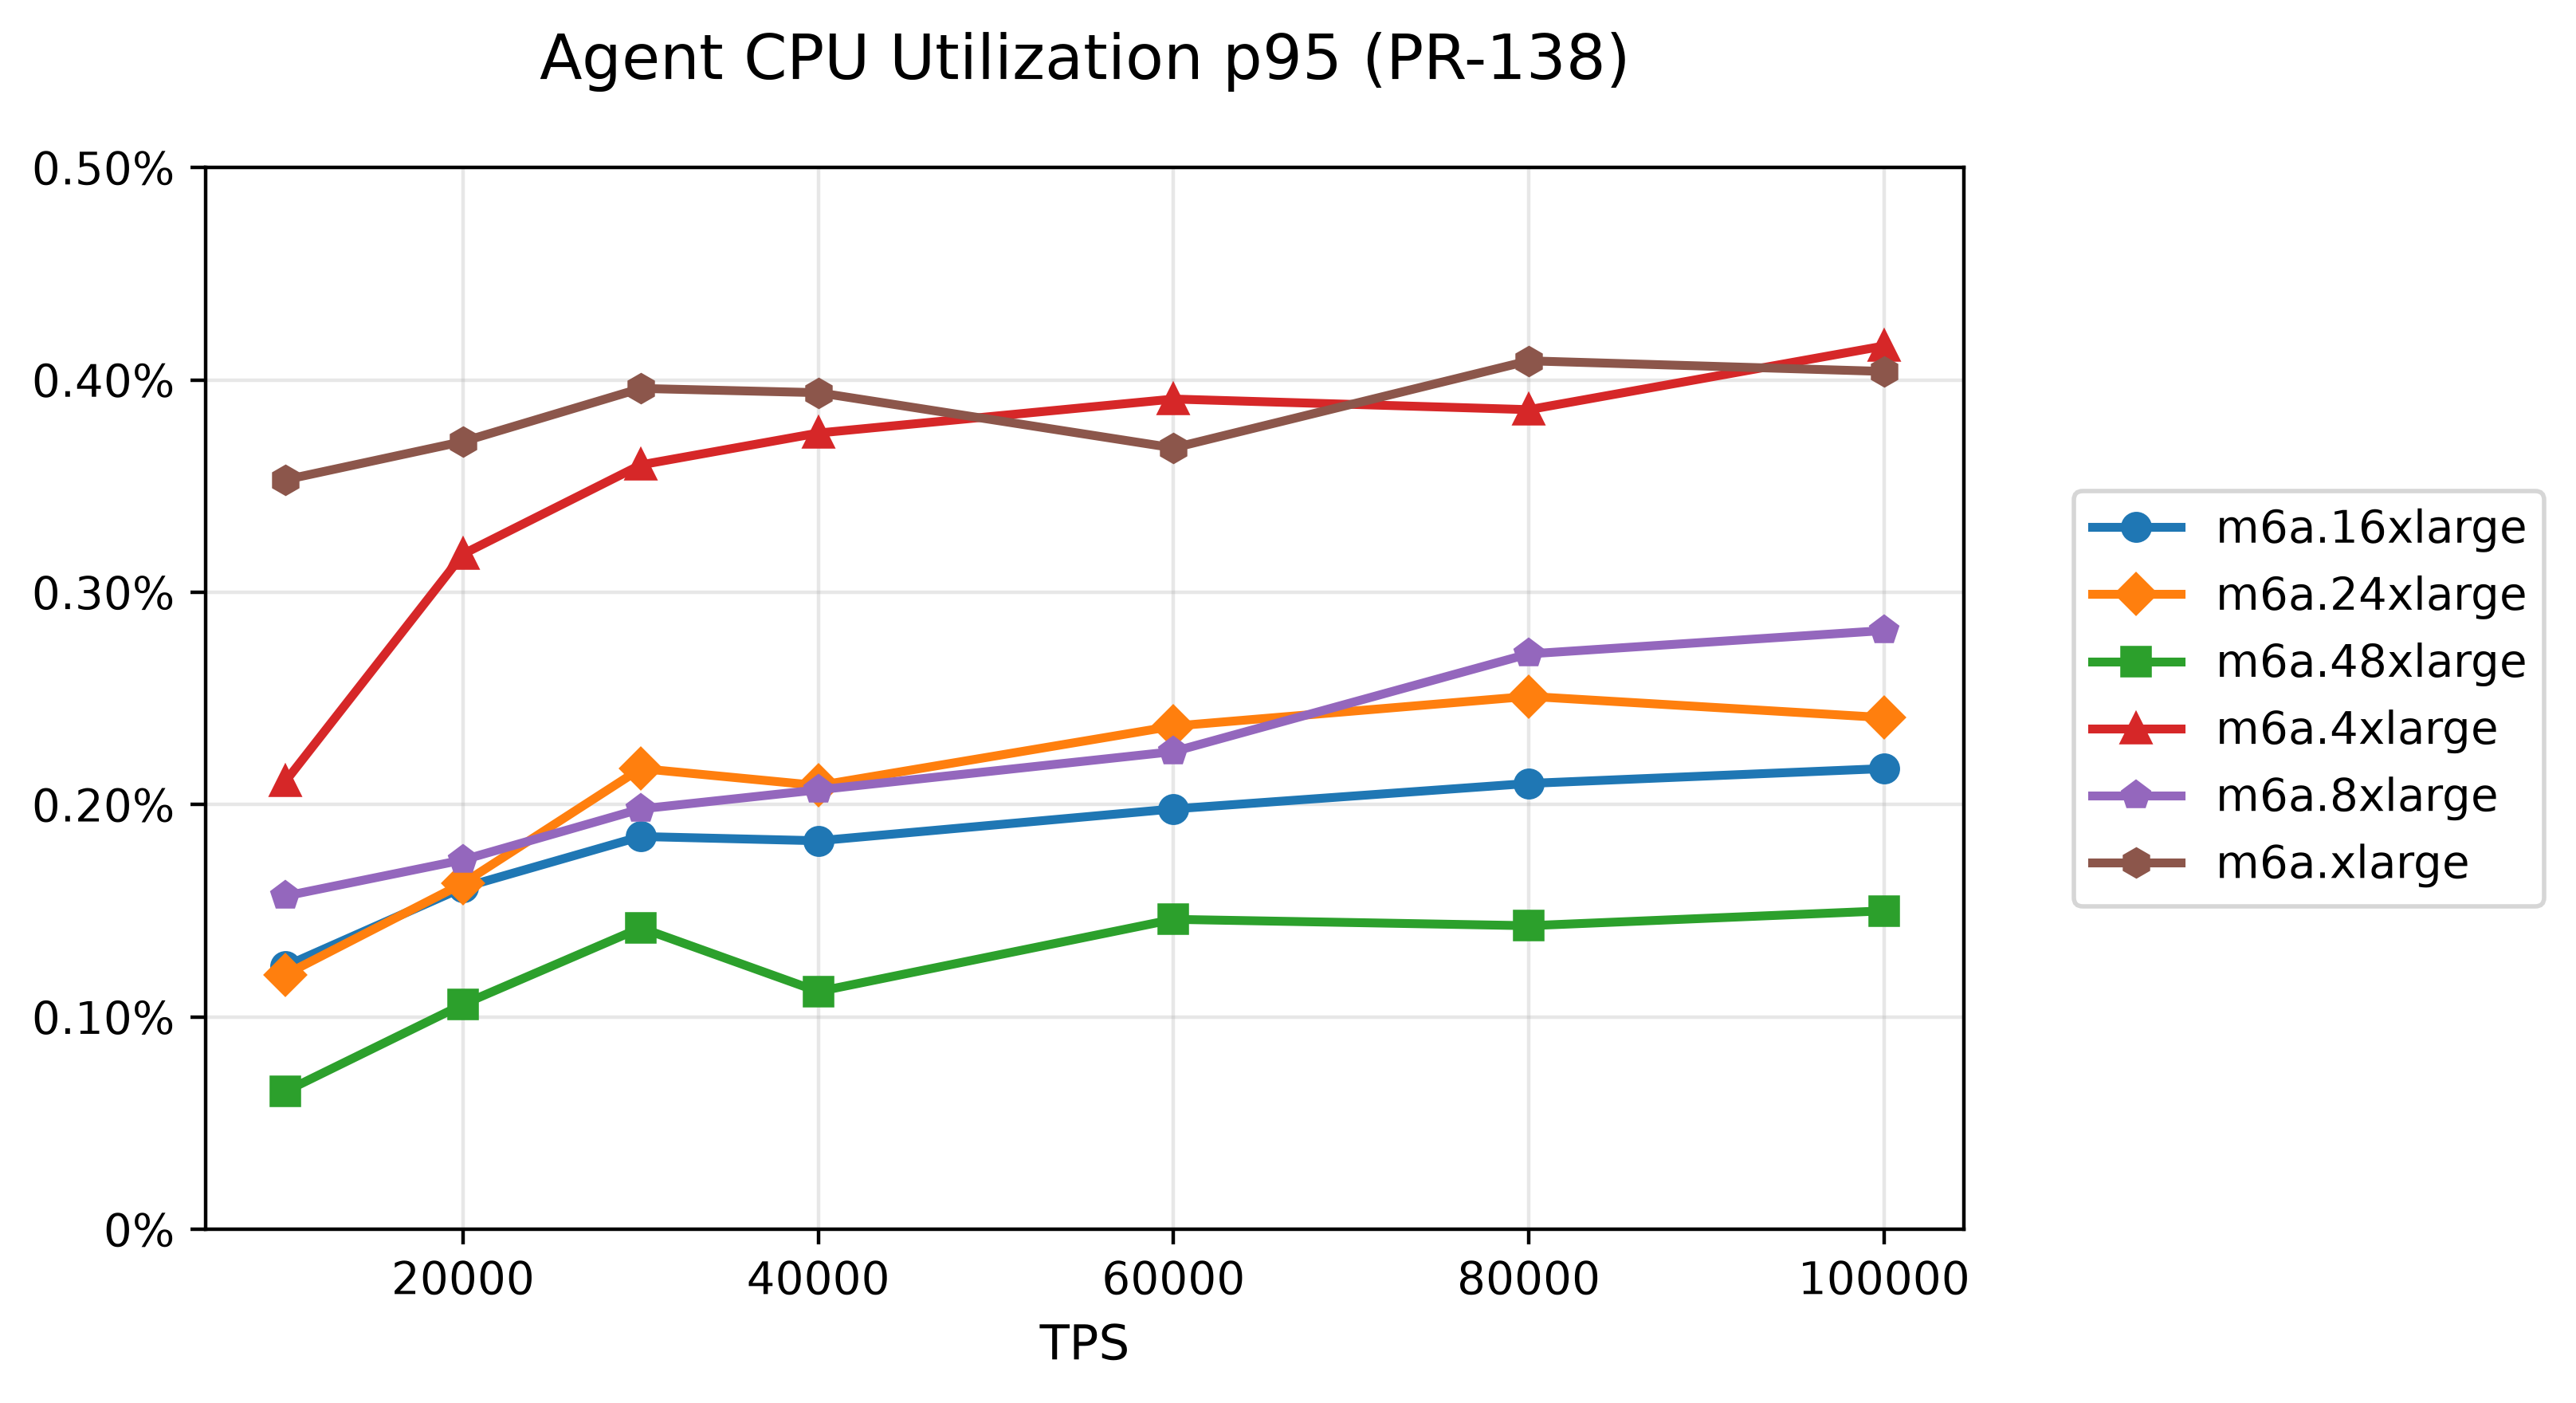 Agent CPU Utilization p95 (PR-138)
0.50%
0.40%
0.30%
0.20%
0.10%
0%
20000 40000 60000 80000 100000
TPS
m6a.16xlarge
m6a.24xlarge
m6a.48xlarge
m6a.4xlarge
m6a.8xlarge
m6a.xlarge